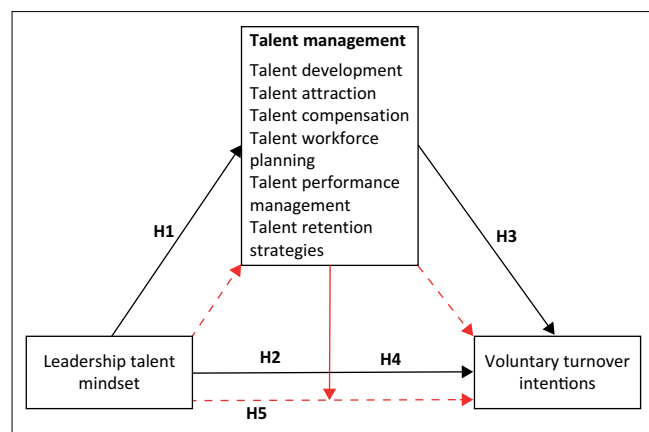 Talent management
Talent development
Talent attraction
Talent compensation
Talent workforce
planning
Talent performance
management
Talent retention
strategies
H1
H3
Leadership talent
mindset
H2
H4
H5
Voluntary turnover
intentions